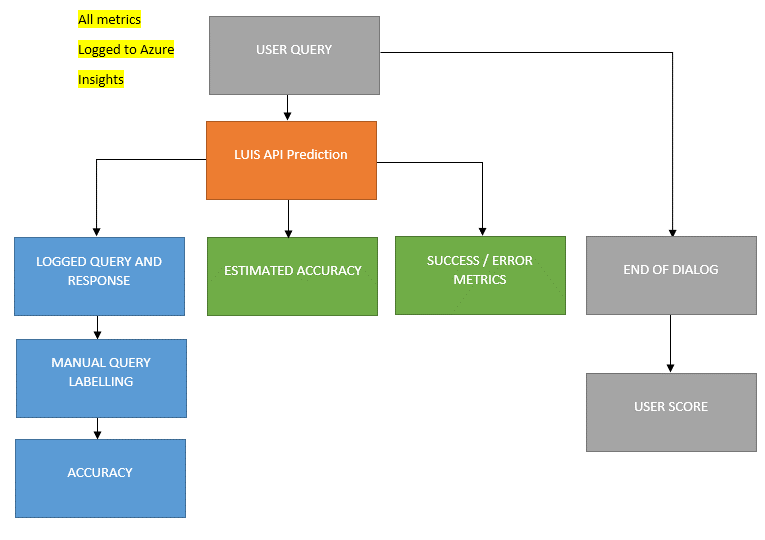 All metrics
Logged to Azure
Insights
USER QUERY
LUIS API Prediction
LOGGED QUERY AND
RESPONSE
ESTIMATED ACCURACY
SUCCESS / ERROR
METRICS
END OF DIALOG
MANUAL QUERY
LABELLING
USER SCORE
ACCURACY